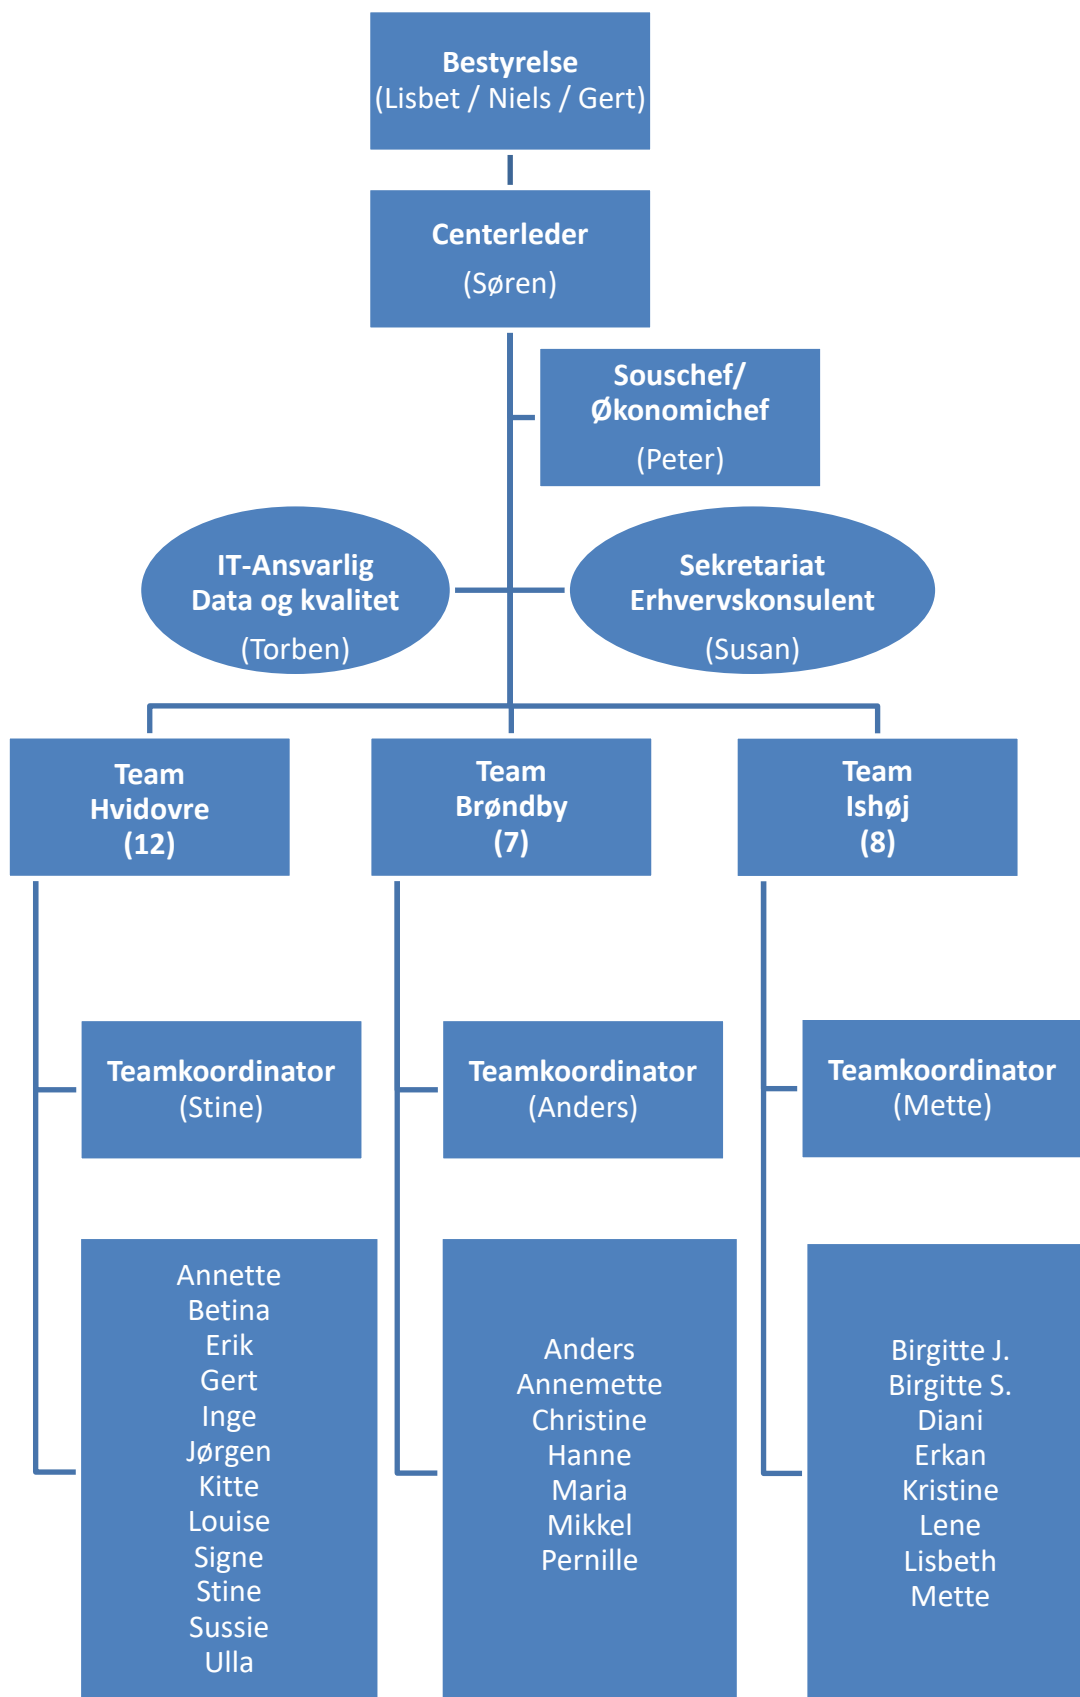 Bestyrelse
(Lisbet / Niels / Gert)
Centerleder
(Søren)
Souschef/
Økonomichef
(Peter)
IT-Ansvarlig
Data og kvalitet
(Torben)
Sekretariat
Erhvervskonsulent
(Susan)
Team
Hvidovre
(12)
Team
Brøndby
(7)
Team
Ishøj
(8)
Teamkoordinator
(Stine)
Teamkoordinator
(Anders)
Teamkoordinator
(Mette)
Annette
Betina
Erik
Gert
Inge
Jørgen
Kitte
Louise
Signe
Stine
Sussie
Ulla
Anders
Annemette
Christine
Hanne
Maria
Mikkel
Pernille
Birgitte J.
Birgitte S.
Diani
Erkan
Kristine
Lene
Lisbeth
Mette